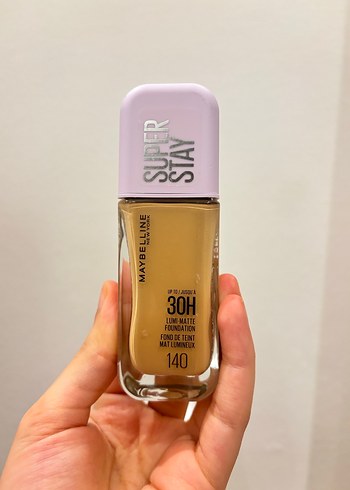 SUPER
STAY
MAYBELLINE
NEW YORK
UP TO / JUSQU'À
30H
LUMI-MATTE
FOUNDATION
FOND DE TEINT
MAT LUMINEUX
140